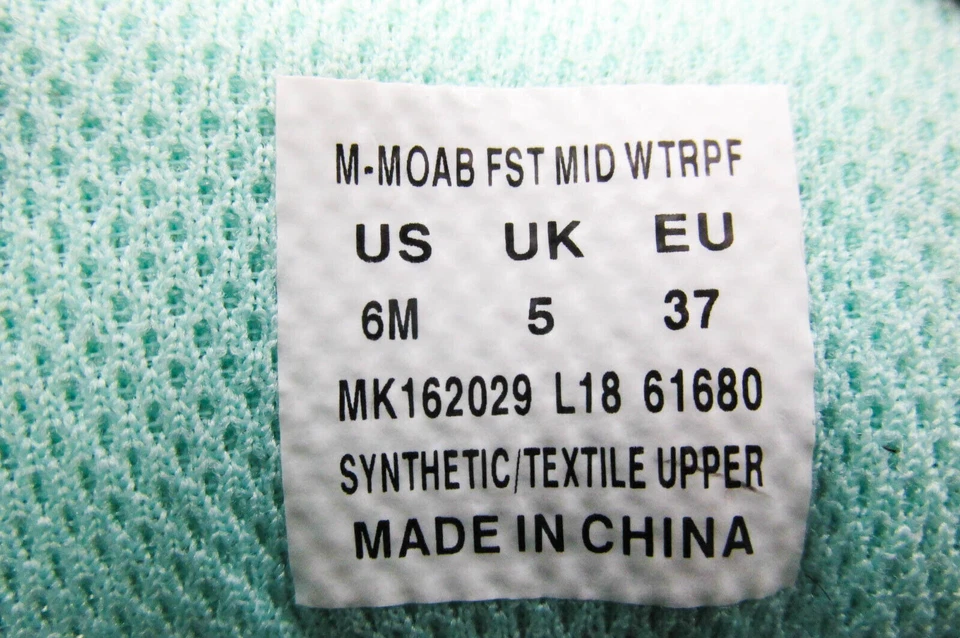 M-MOAB FST MID WTRPF
US UK EU
6M 5 37
MK162029 L18 61680
SYNTHETIC/TEXTILE UPPER
MADE IN CHINA